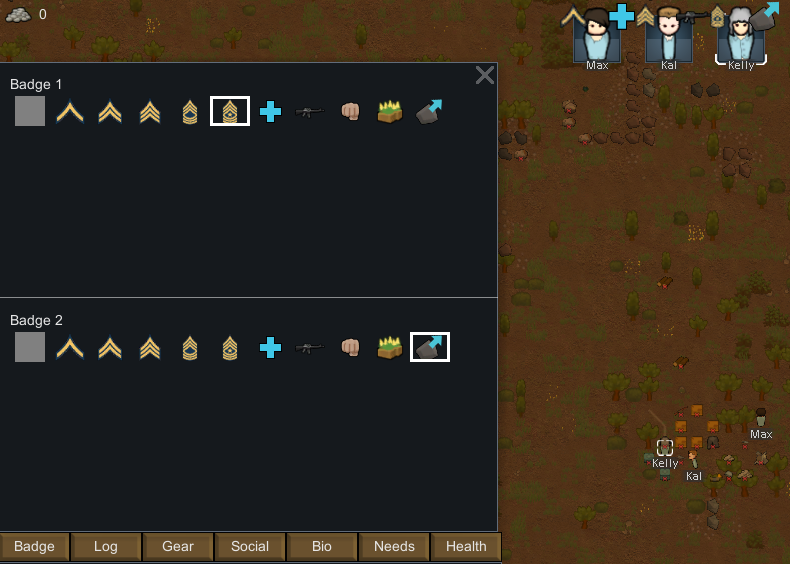 0
Max
Kal
Kelly
Badge 1
Badge 2
Max
Kelly
Kal
Badge
Log
Gear
Social
Bio
Needs
Health